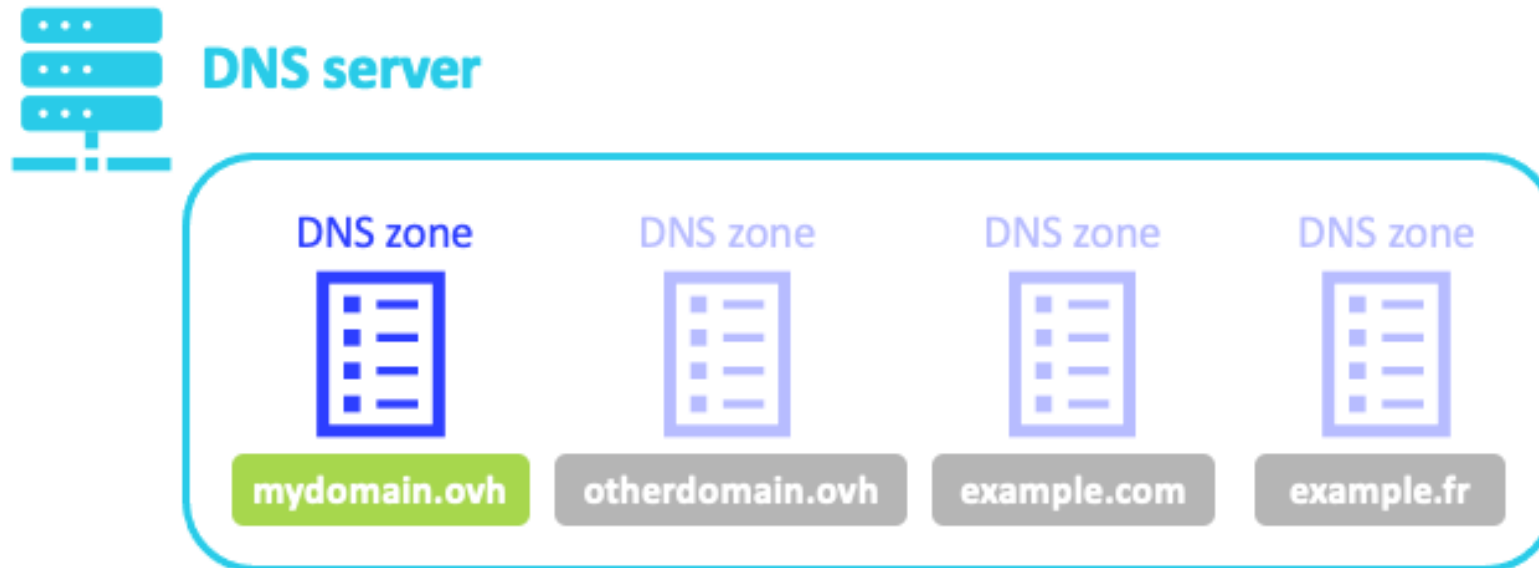 DNS server
DNS zone DNS zone DNS zone DNS zone
mydomain.ovh otherdomain.ovh example.com example.fr